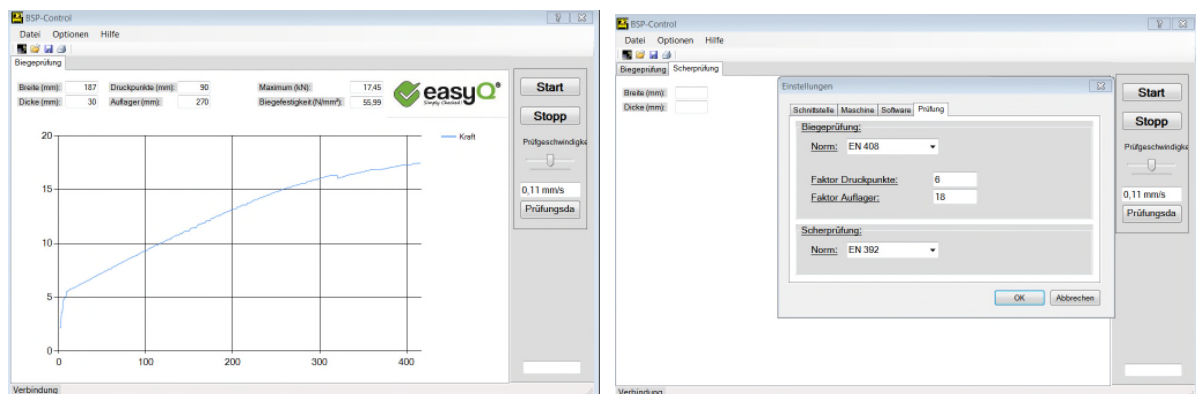 BSP-Control
Datei Optionen Hilfe
Biegeprüfung
Breite (mm): 187 Druckpunkte (mm): 90 Maximum (kN): 17,45
Dicke (mm): 30 Auflager (mm): 270 Biegefestigkeit (N/mm²): 55,99
easyQ®
Simply Checked!
Start
Stopp
Prüfgeschwindigke
0,11 mm/s
Prüfungsda
Kraft
20
15
10
5
0
0 100 200 300 400
Verbindung
BSP-Control
Datei Optionen Hilfe
Biegeprüfung Scherprüfung
Breite (mm):
Dicke (mm):
Einstellungen
Schnittstelle Maschine Software Prüfung
Biegeprüfung:
Norm: EN 408
Faktor Druckpunkte: 6
Faktor Auflager: 18
Scherprüfung:
Norm: EN 392
OK Abbrechen
Start
Stopp
Prüfgeschwindigke
0,11 mm/s
Prüfungsda
Verbindung